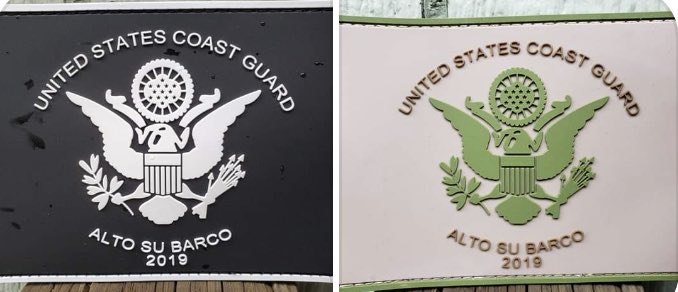 UNITED STATES COAST GUARD
ALTO SU BARCO
2019
UNITED STATES COAST GUARD
ALTO SU BARCO
2019